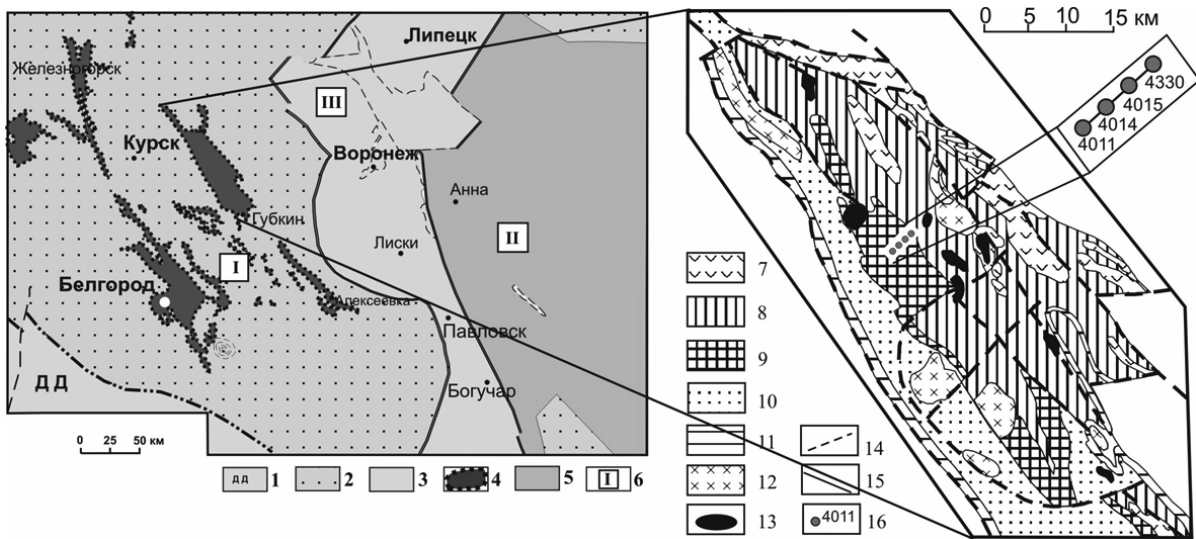 Липецк
Железногорск
III
Курск
Воронеж
Анна
Губкин
II
Лиски
I
Белгород
Алексеевка
Павловск
Д Д
Богучар
0 25 50 км
ДД 1 2 3 4 5 I 6
0 5 10 15 км
4330
4015
4014
4011
7
8
9
10
11 14
12 15
13 4011 16